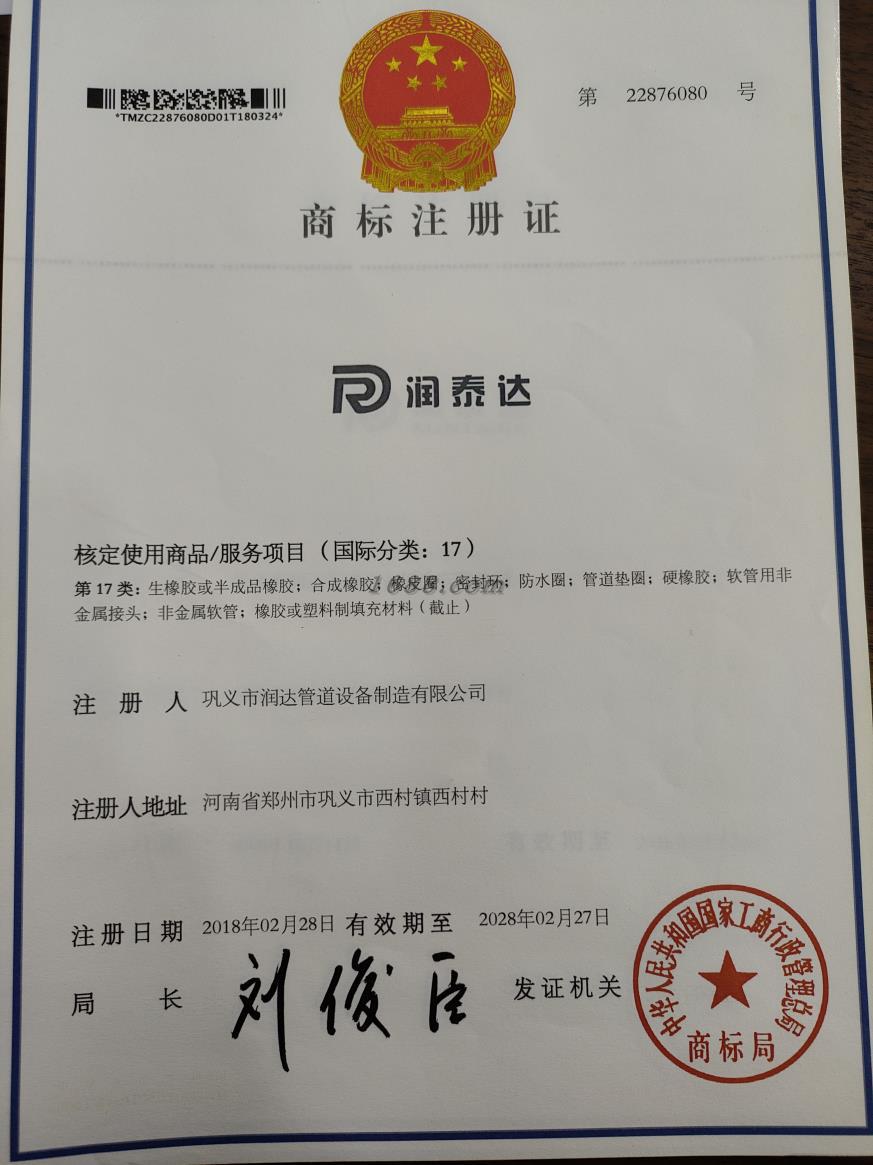 *TMZC22876080D01T180324*
第 22876080 号
商标注册证
润泰达
核定使用商品/服务项目（国际分类：17）
第17类：生橡胶或半成品橡胶；合成橡胶；橡皮圈；密封环；防水圈；管道垫圈；硬橡胶；软管用非
金属接头；非金属软管；橡胶或塑料制填充材料（截止）
1688.com
注册人 巩义市润达管道设备制造有限公司
注册人地址 河南省郑州市巩义市西村镇西村村
注册日期 2018年02月28日 有效期至 2028年02月27日
局长 刘俊臣 发证机关
中华人民共和国国家工商行政管理总局
商标局